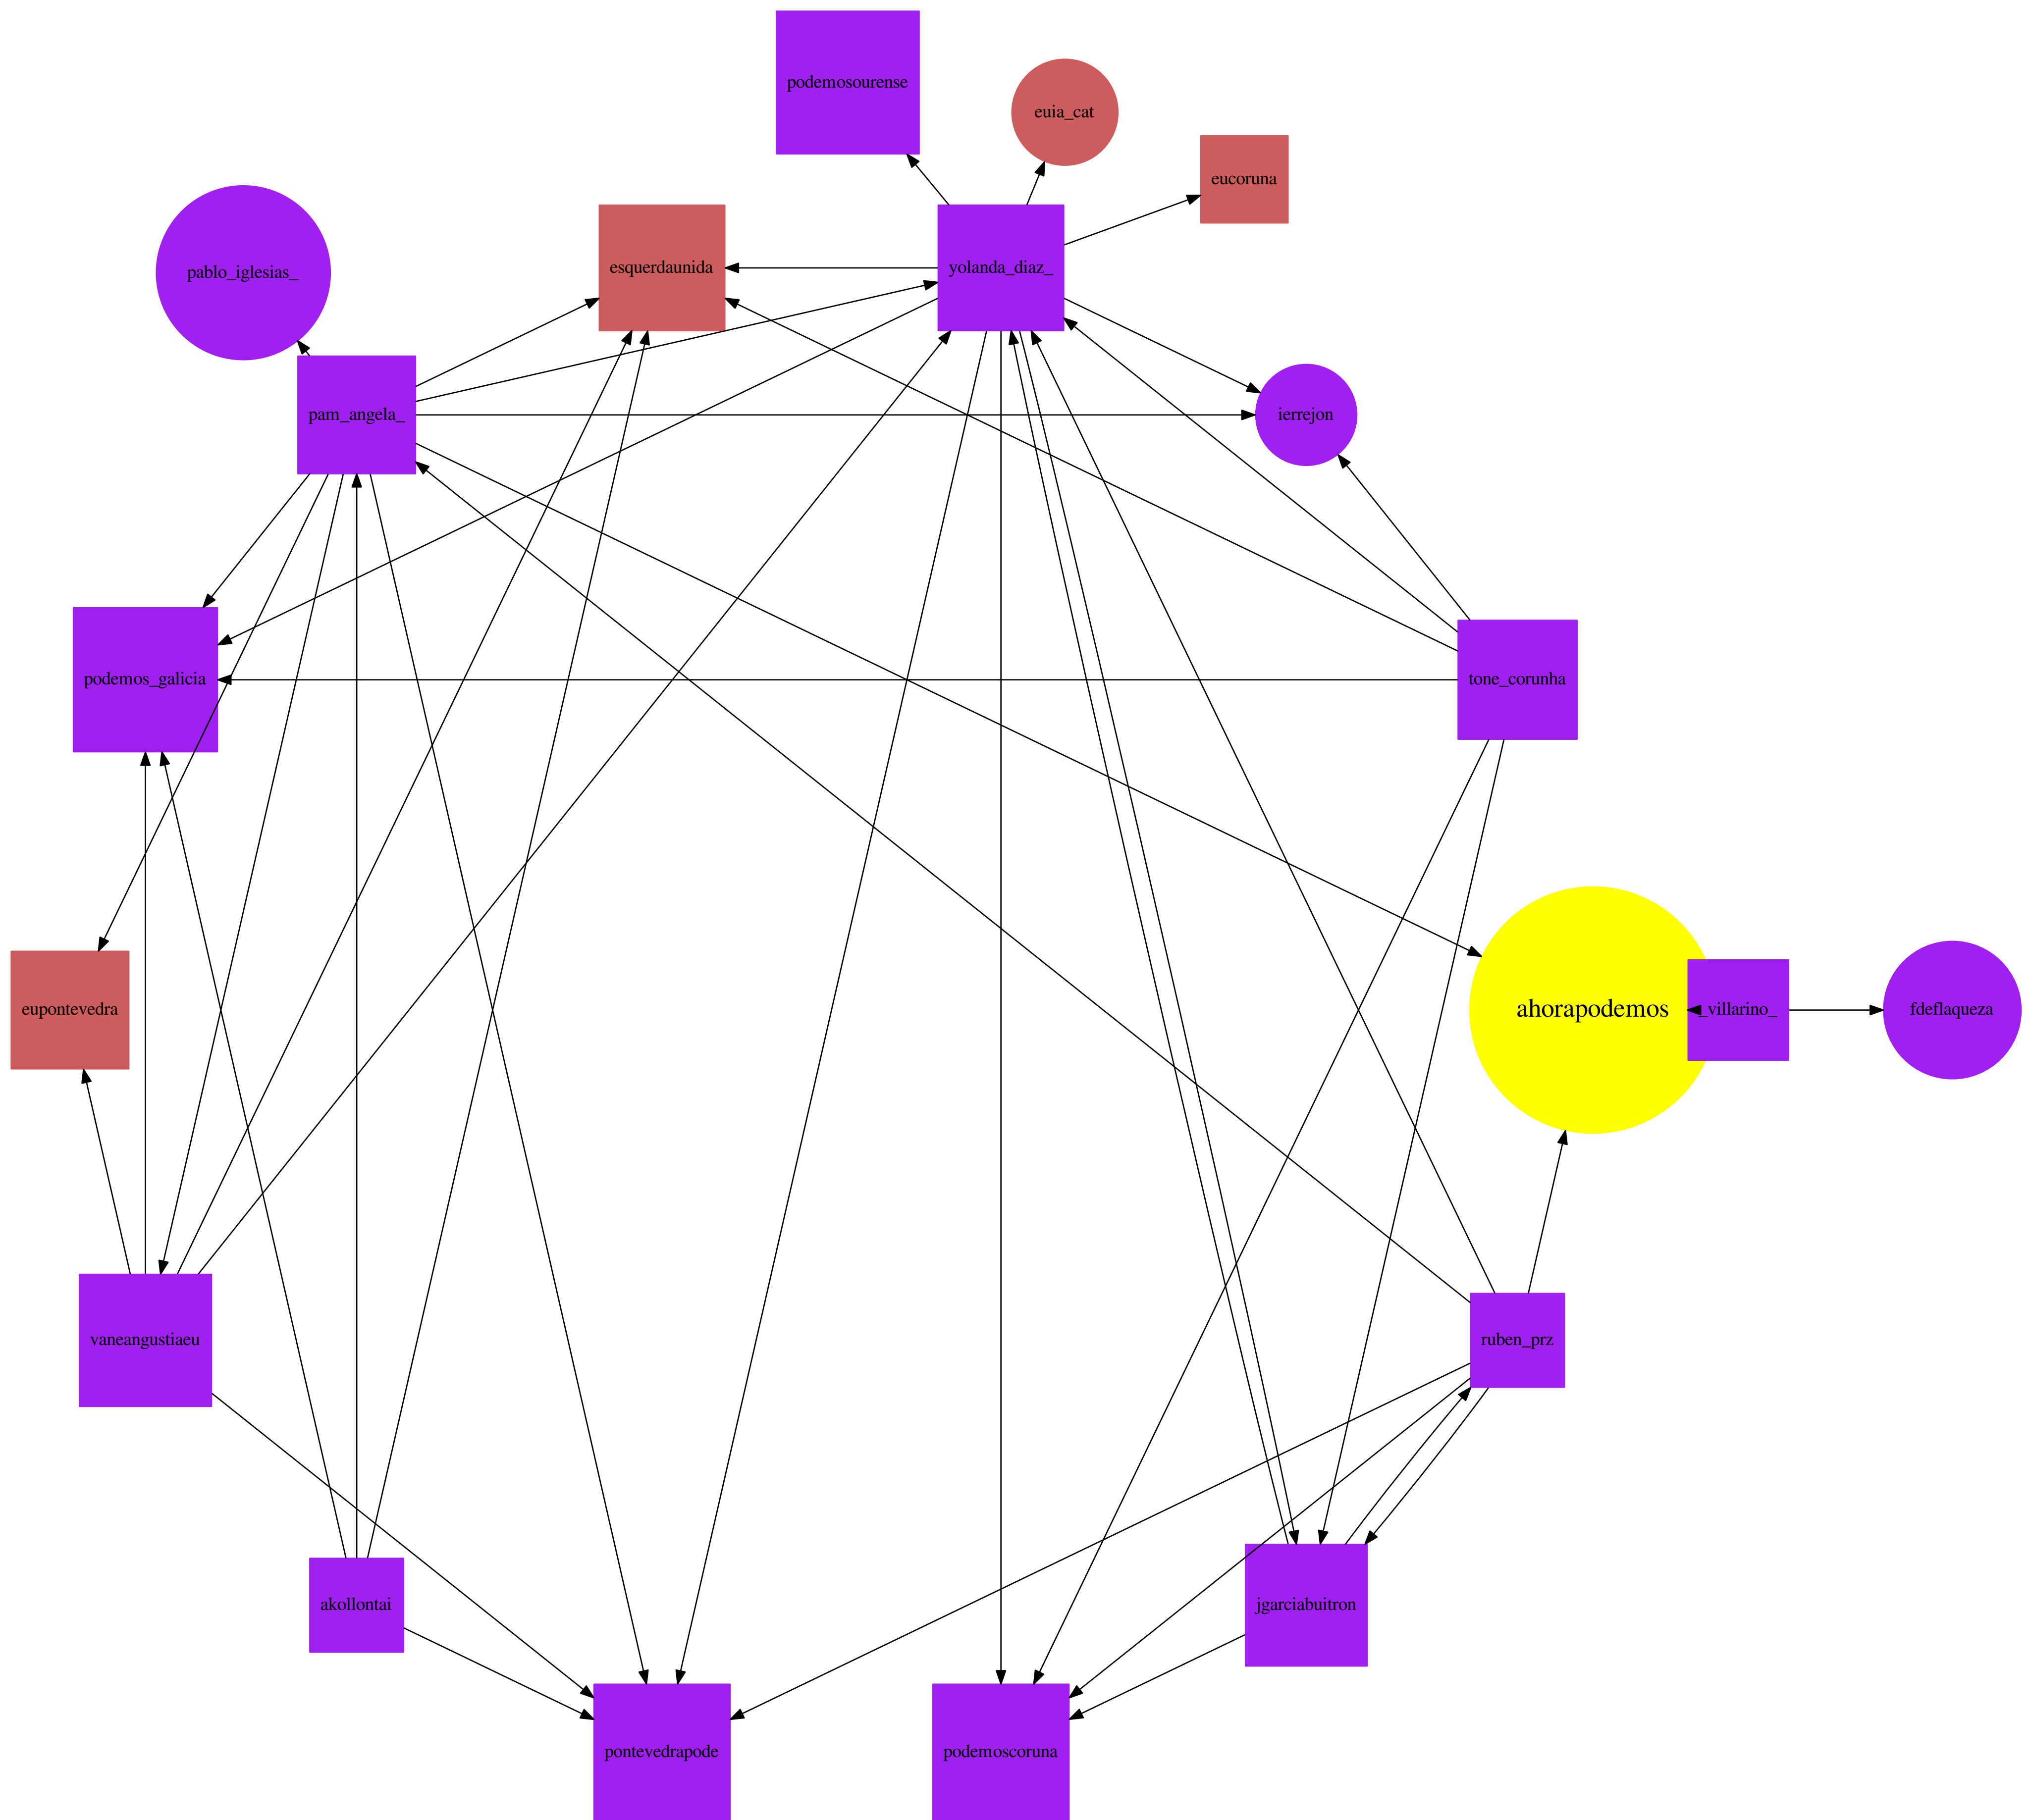 podemosourense
euia_cat
eucoruna
pablo_iglesias_
esquerdaunida
yolanda_diaz_
pam_angela_
ierrejon
podemos_galicia
tone_corunha
eupontevedra
ahorapodemos
_villarino_
fdeflaqueza
vaneangustiaeu
ruben_prz
akollontai
jgarciabuitron
pontevedrapode
podemoscoruna